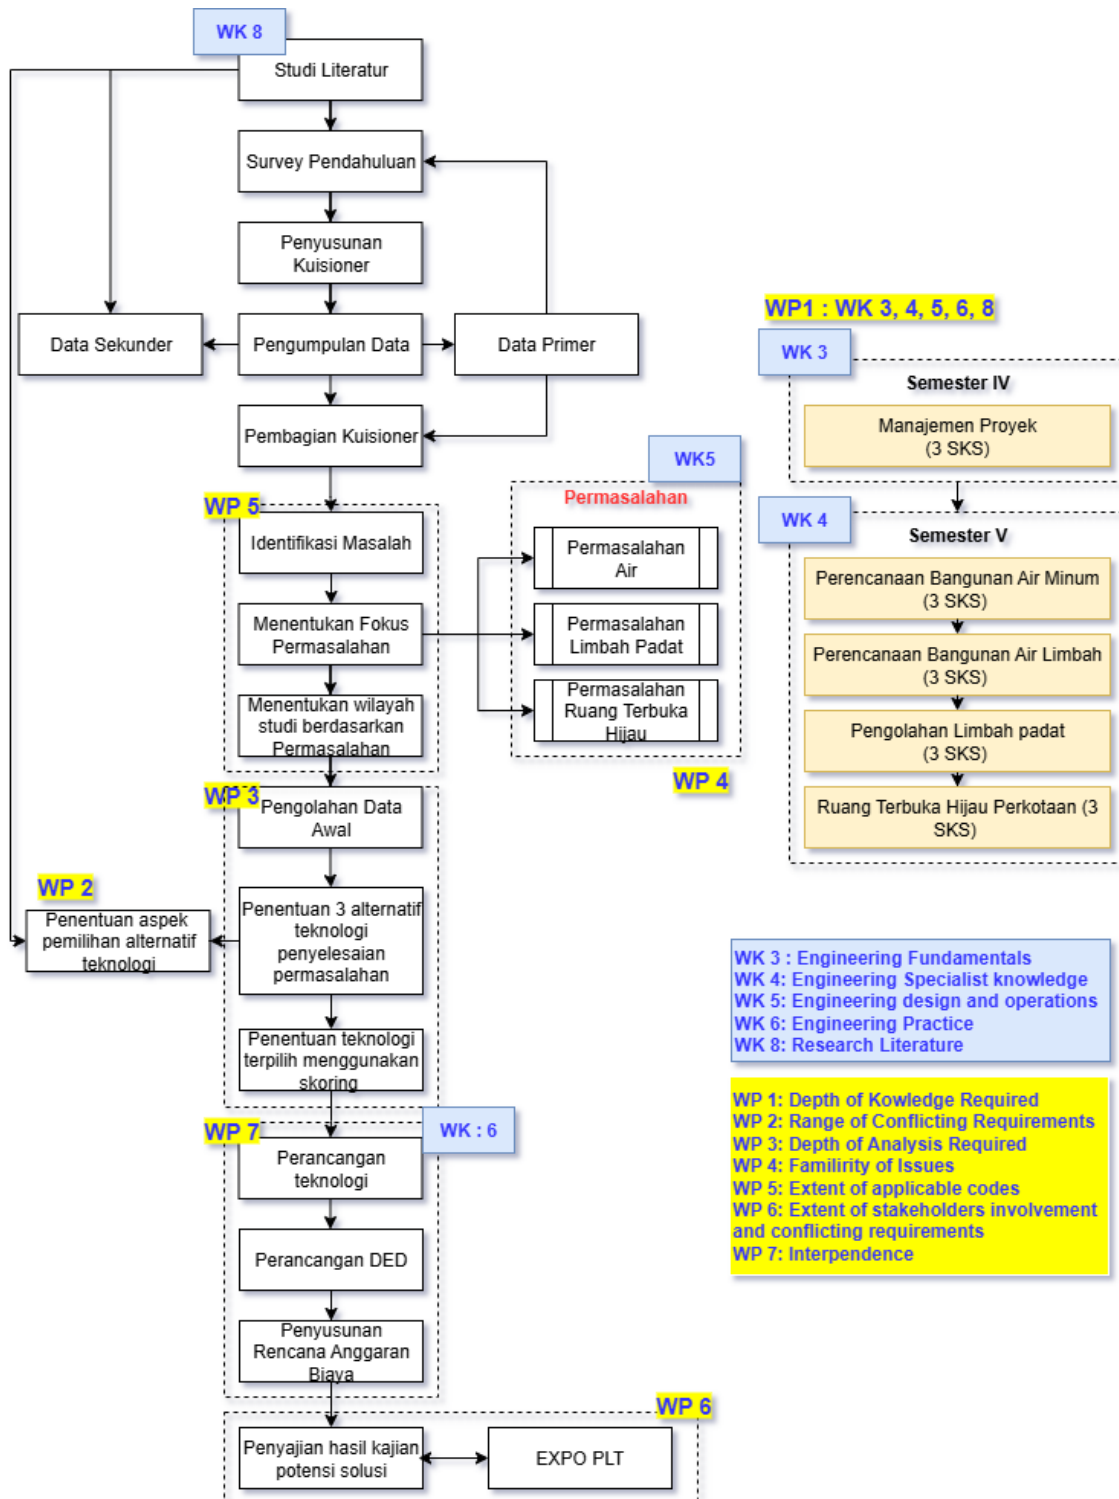 WK 8
Studi Literatur
Survey Pendahuluan
Penyusunan
Kuisioner
Data Sekunder
Pengumpulan Data
Data Primer
Pembagian Kuisioner
WP 5
Identifikasi Masalah
Menentukan Fokus
Permasalahan
Menentukan wilayah
studi berdasarkan
Permasalahan
WK5
Permasalahan
Permasalahan
Air
Permasalahan
Limbah Padat
Permasalahan
Ruang Terbuka
Hijau
WP 4
WP 3
Pengolahan Data
Awal
WP 2
Penentuan aspek
pemilihan alternatif
teknologi
Penentuan 3 alternatif
teknologi
penyelesaian
permasalahan
Penentuan teknologi
terpilih menggunakan
skoring
WP 7
WK : 6
Perancangan
teknologi
Perancangan DED
Penyusunan
Rencana Anggaran
Biaya
WP 6
Penyajian hasil kajian
potensi solusi
EXPO PLT
WP1 : WK 3, 4, 5, 6, 8
WK 3
Semester IV
Manajemen Proyek
(3 SKS)
WK 4
Semester V
Perencanaan Bangunan Air Minum
(3 SKS)
Perencanaan Bangunan Air Limbah
(3 SKS)
Pengolahan Limbah padat
(3 SKS)
Ruang Terbuka Hijau Perkotaan (3
SKS)
WK 3 : Engineering Fundamentals
WK 4: Engineering Specialist knowledge
WK 5: Engineering design and operations
WK 6: Engineering Practice
WK 8: Research Literature
WP 1: Depth of Kowledge Required
WP 2: Range of Conflicting Requirements
WP 3: Depth of Analysis Required
WP 4: Familirity of Issues
WP 5: Extent of applicable codes
WP 6: Extent of stakeholders involvement
and conflicting requirements
WP 7: Interpendence